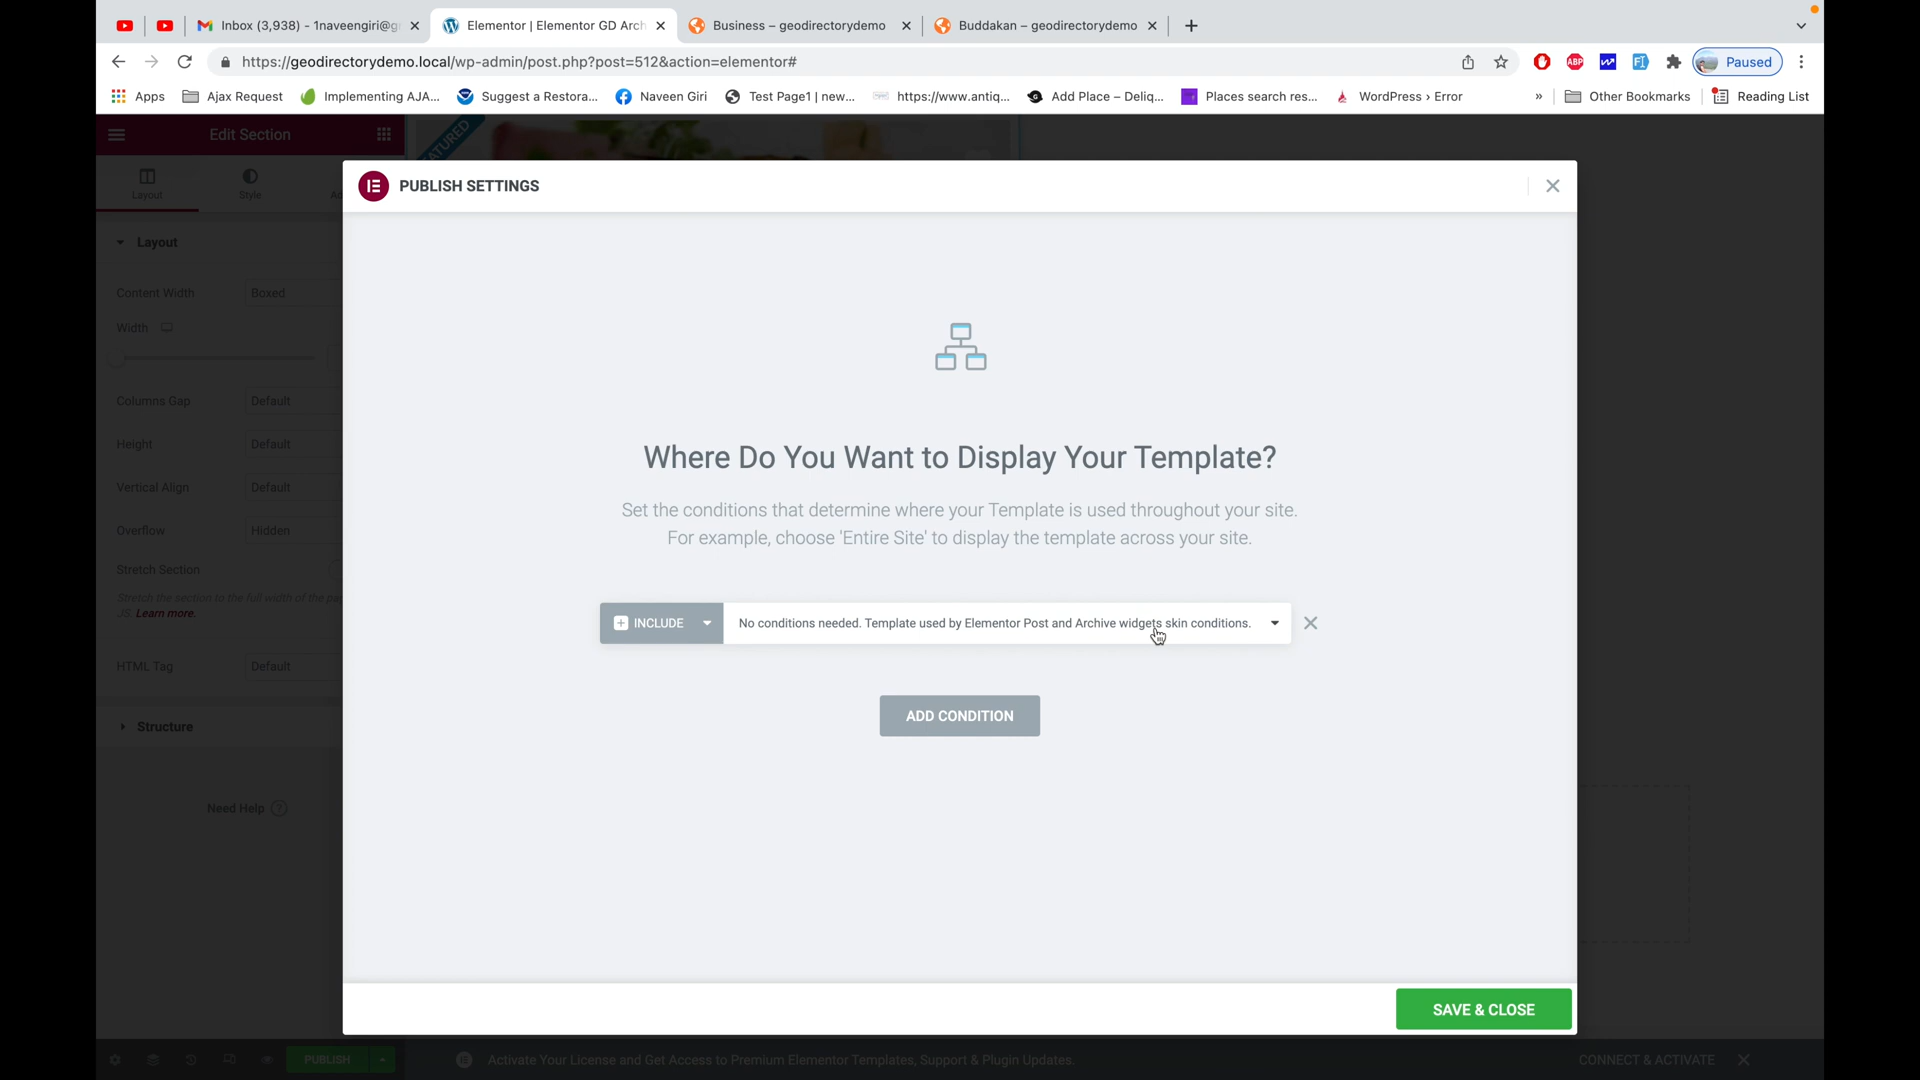 Inbox (3,938) - 1naveengiri@g
Elementor | Elementor GD Arch
Business – geodirectorydemo
Buddakan – geodirectorydemo
https://geodirectorydemo.local/wp-admin/post.php?post=512&action=elementor#
ABP
Paused
Apps
Ajax Request
Implementing AJA...
Suggest a Restora...
Naveen Giri
Test Page1 | new...
https://www.antiq...
Add Place – Deliq...
Places search res...
WordPress › Error
»
Other Bookmarks
Reading List
Edit Section
FEATURED
PUBLISH SETTINGS
Layout
Style
Layout
Content Width
Boxed
Width
Columns Gap
Default
Height
Default
Vertical Align
Default
Overflow
Hidden
Stretch Section
Stretch the section to the full width of the
JS. Learn more.
HTML Tag
Default
Structure
Need Help
Where Do You Want to Display Your Template?
Set the conditions that determine where your Template is used throughout your site.
For example, choose 'Entire Site' to display the template across your site.
INCLUDE
No conditions needed. Template used by Elementor Post and Archive widgets skin conditions.
ADD CONDITION
SAVE & CLOSE
PUBLISH
Activate Your License and Get Access to Premium Elementor Templates, Support & Plugin Updates.
CONNECT & ACTIVATE